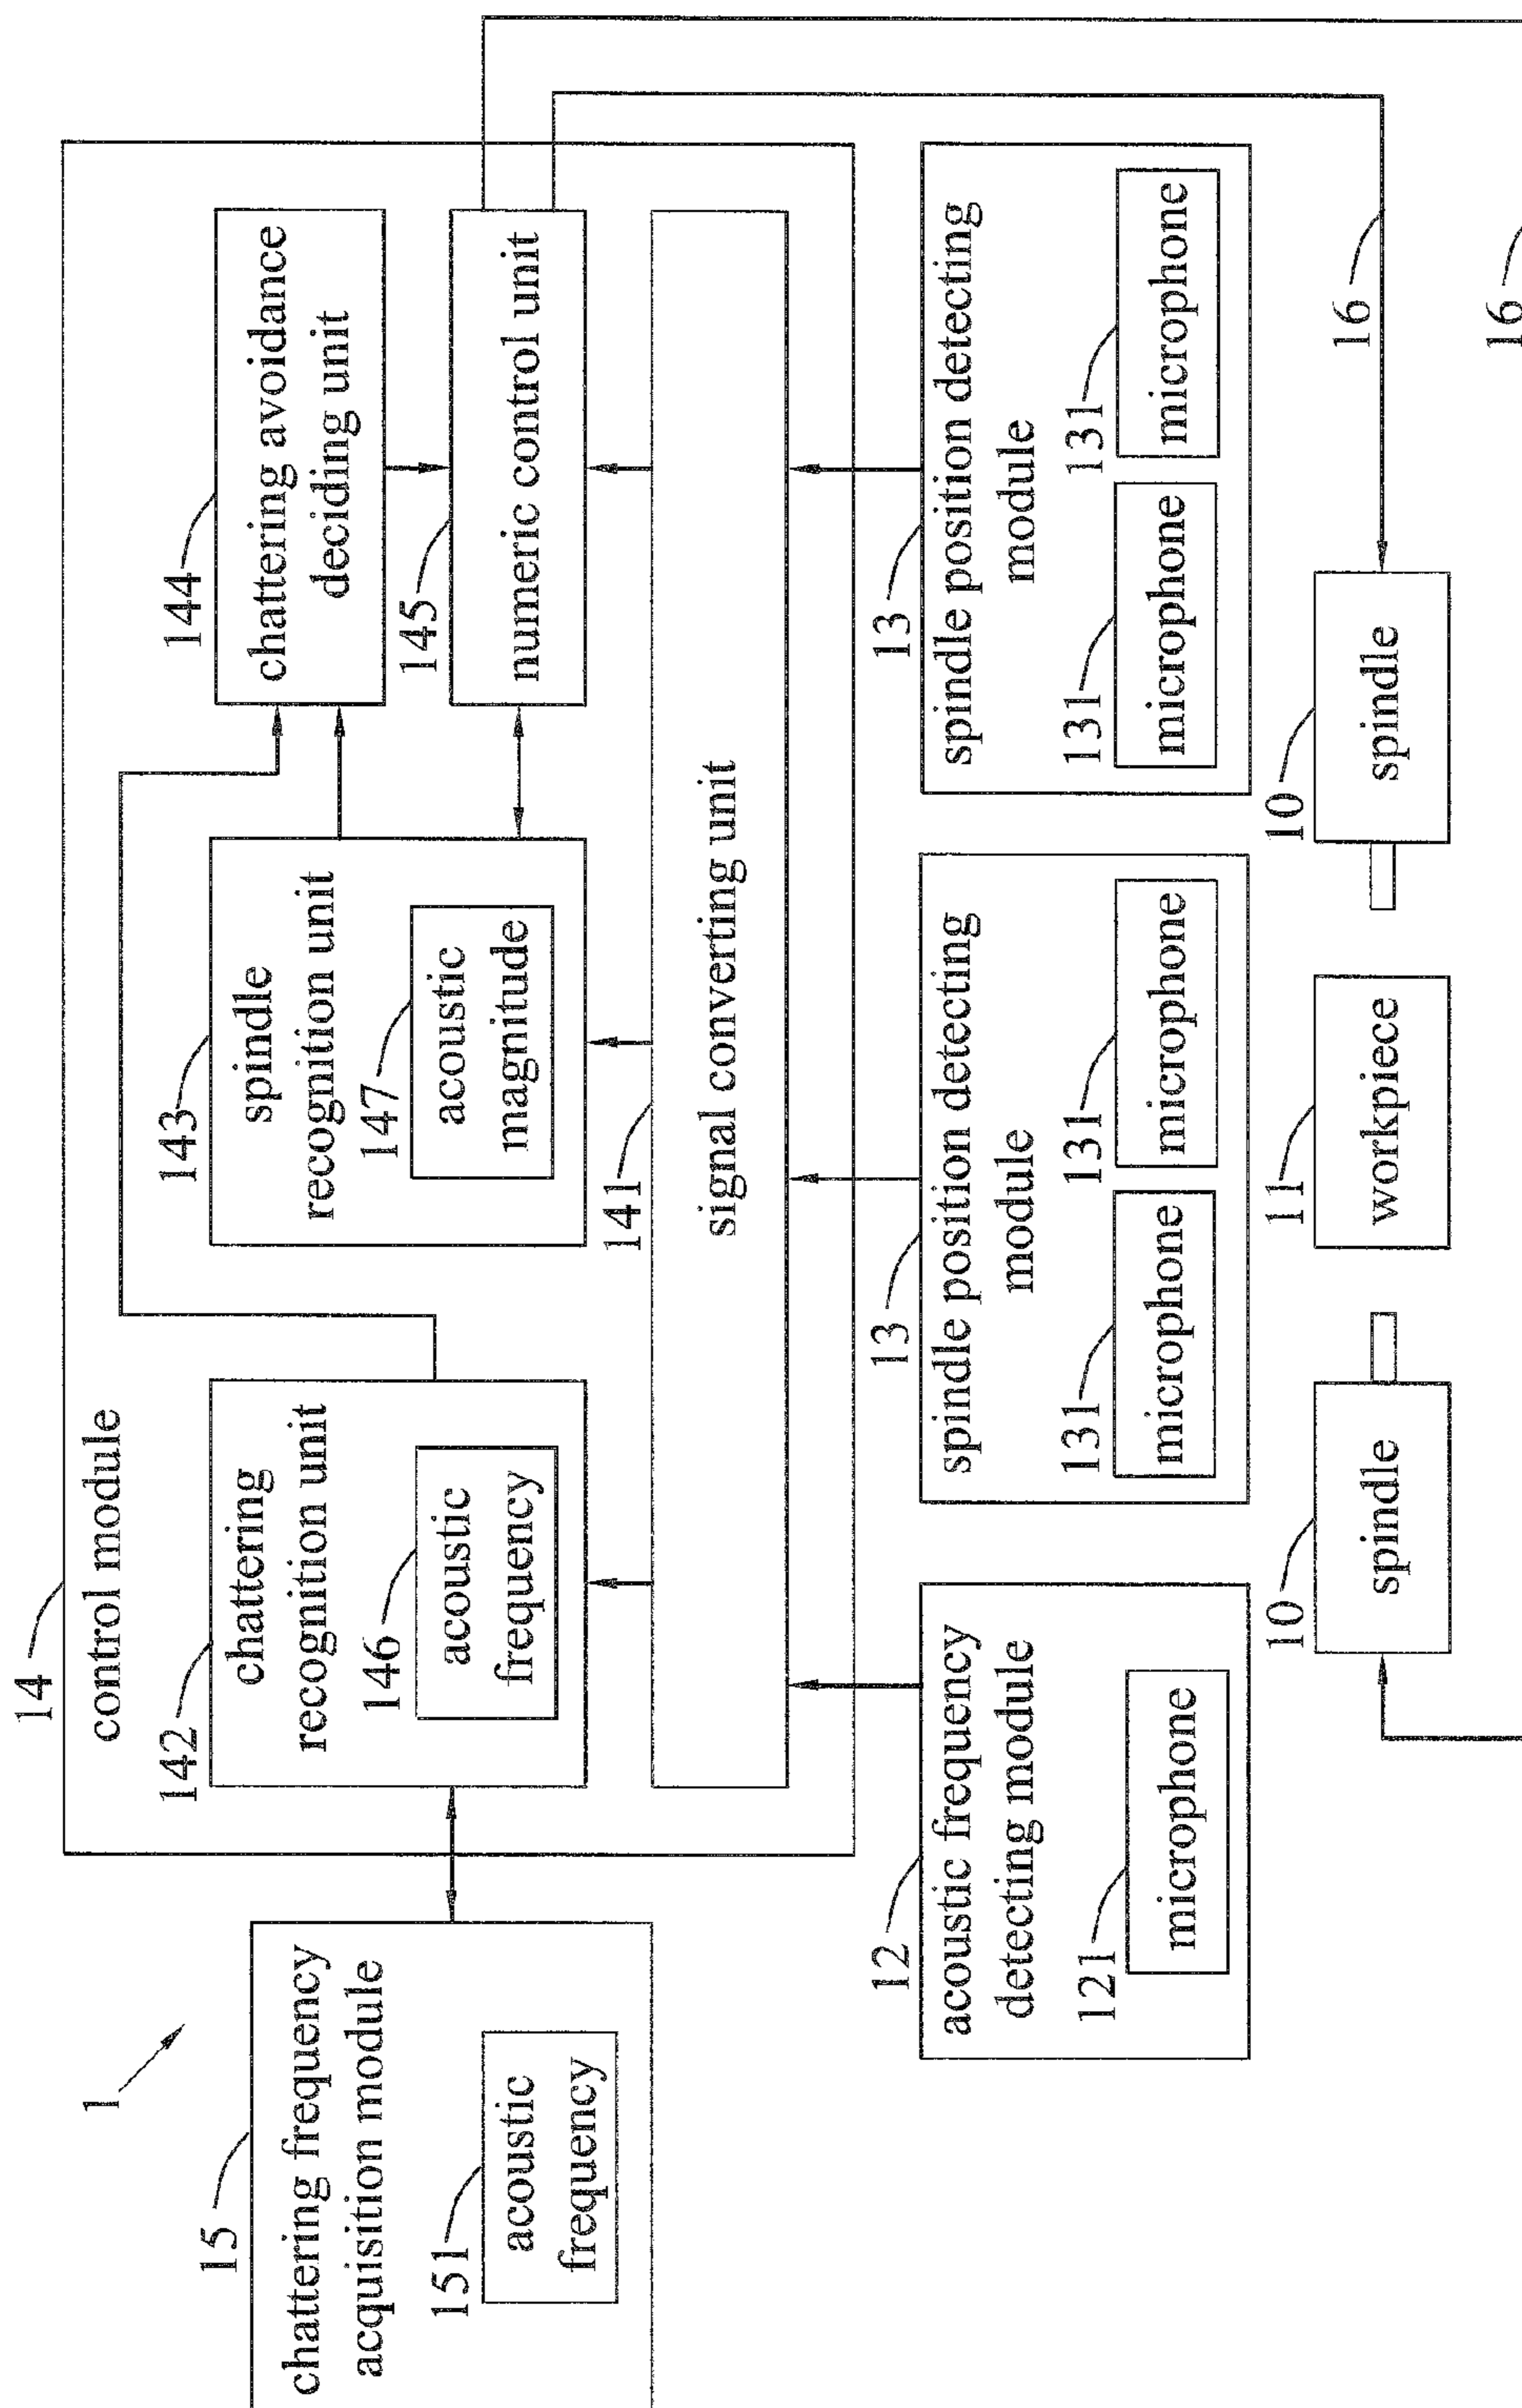 1
14
control module
15
chattering frequency
acquisition module
151
acoustic
frequency
142
chattering
recognition unit
146
acoustic
frequency
143
spindle
recognition unit
147
acoustic
magnitude
144
chattering avoidance
deciding unit
145
numeric control unit
141
signal converting unit
12
acoustic frequency
detecting module
121
microphone
13
spindle position detecting
module
131
microphone
131
microphone
13
spindle position detecting
module
131
microphone
131
microphone
10
spindle
11
workpiece
10
spindle
16
16